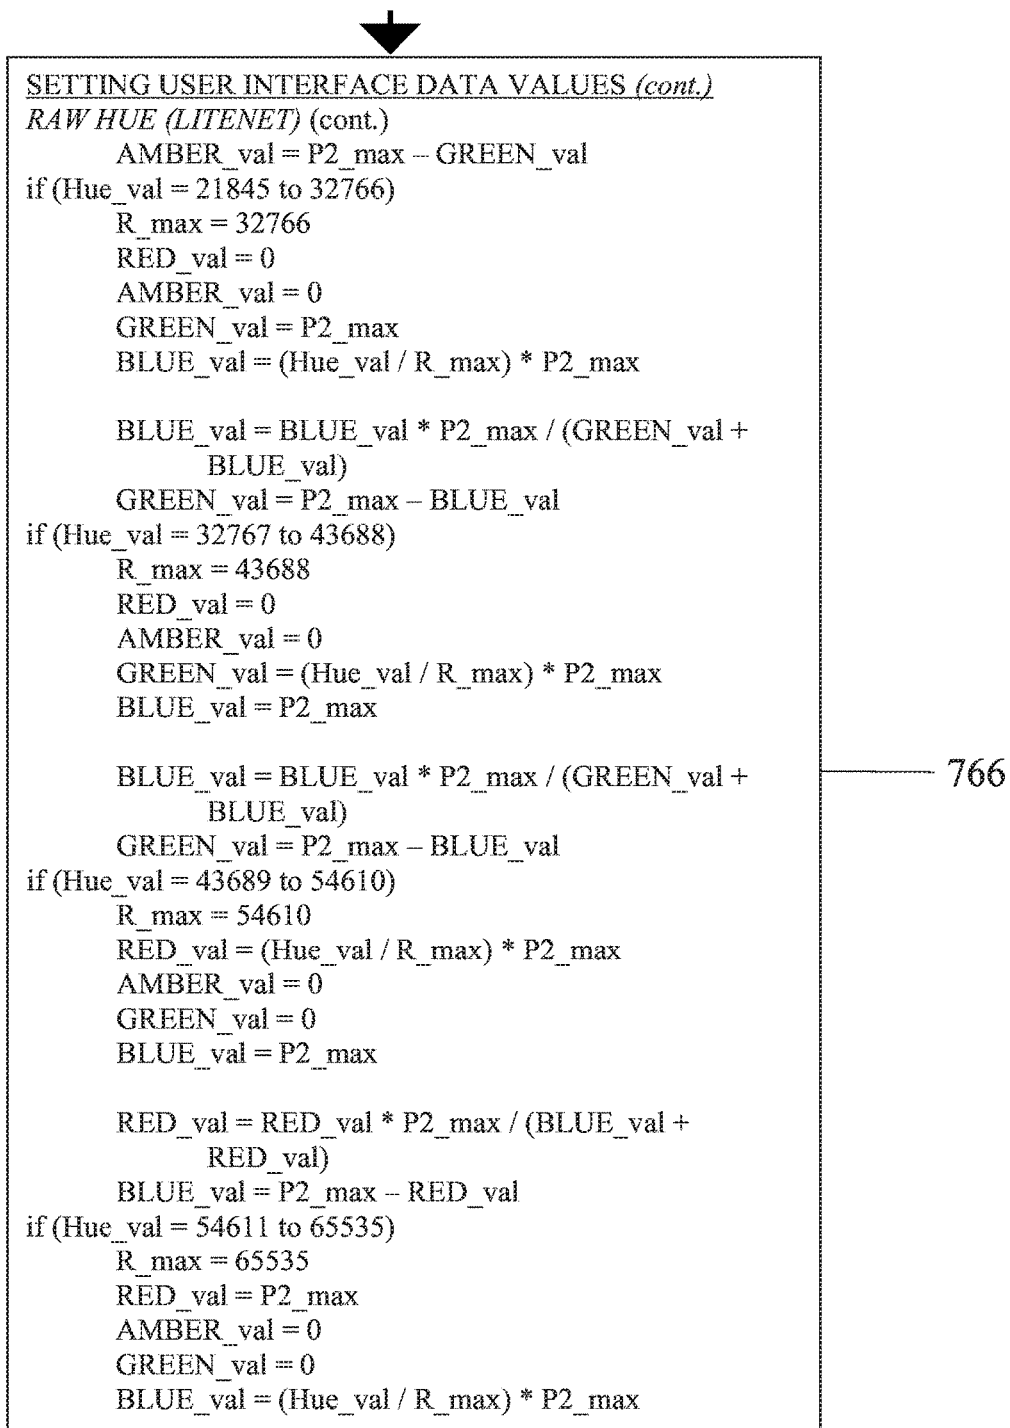 SETTING USER INTERFACE DATA VALUES (cont.)
RAW HUE (LITENET) (cont.)
AMBER_val = P2_max – GREEN_val
if (Hue_val = 21845 to 32766)
R_max = 32766
RED_val = 0
AMBER_val = 0
GREEN_val = P2_max
BLUE_val = (Hue_val / R_max) * P2_max
BLUE_val = BLUE_val * P2_max / (GREEN_val +
BLUE_val)
GREEN_val = P2_max – BLUE_val
if (Hue_val = 32767 to 43688)
R_max = 43688
RED_val = 0
AMBER_val = 0
GREEN_val = (Hue_val / R_max) * P2_max
BLUE_val = P2_max
BLUE_val = BLUE_val * P2_max / (GREEN_val +
BLUE_val)
GREEN_val = P2_max – BLUE_val
if (Hue_val = 43689 to 54610)
R_max = 54610
RED_val = (Hue_val / R_max) * P2_max
AMBER_val = 0
GREEN_val = 0
BLUE_val = P2_max
RED_val = RED_val * P2_max / (BLUE_val +
RED_val)
BLUE_val = P2_max – RED_val
if (Hue_val = 54611 to 65535)
R_max = 65535
RED_val = P2_max
AMBER_val = 0
GREEN_val = 0
BLUE_val = (Hue_val / R_max) * P2_max
766